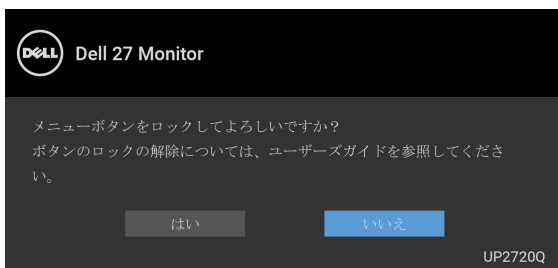 DELL Dell 27 Monitor
メニューボタンをロックしてよろしいですか？
ボタンのロックの解除については、ユーザーズガイドを参照してくださ
い。
はい いいえ
UP2720Q